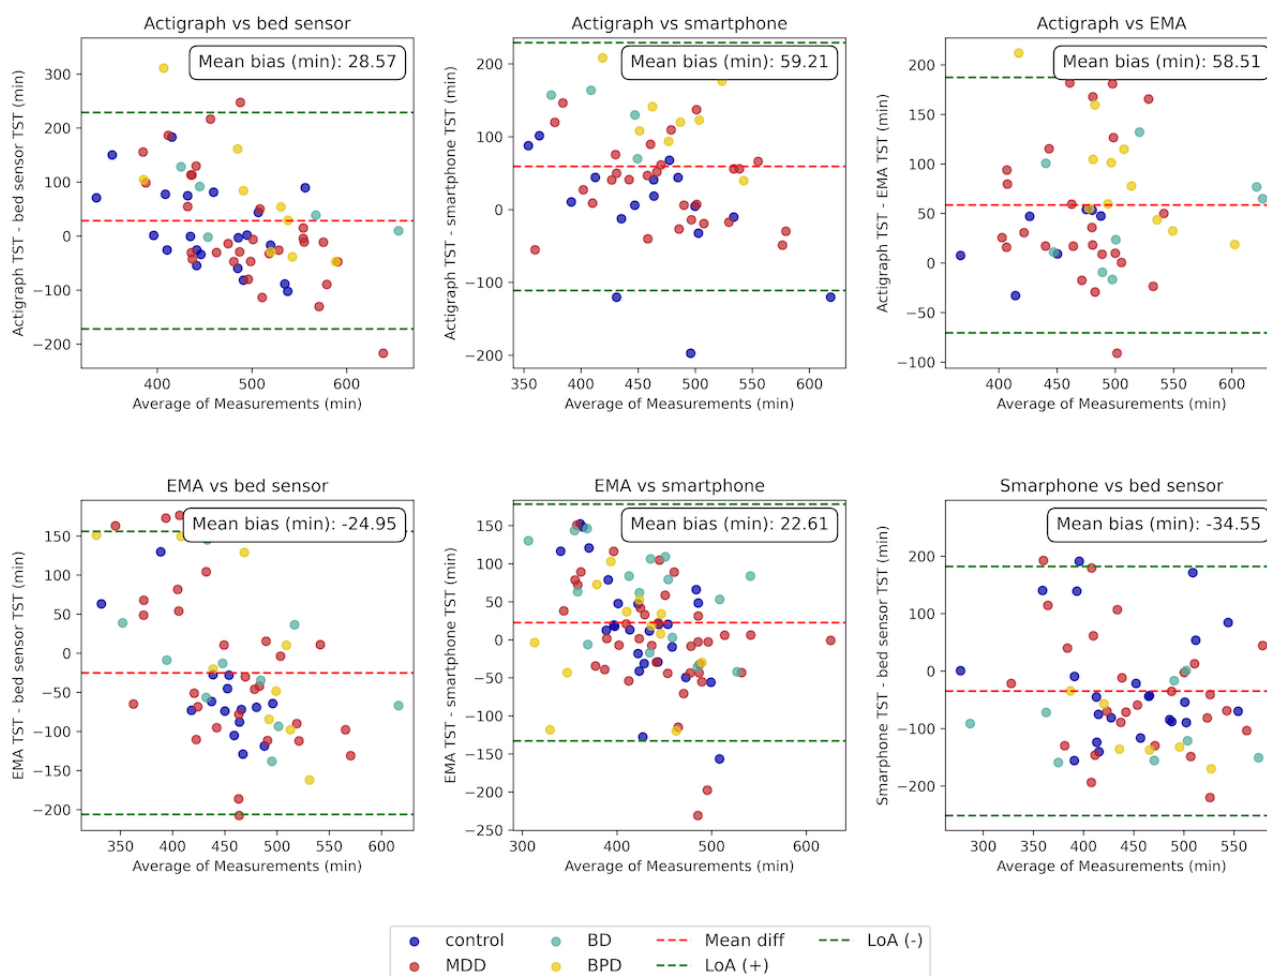 Actigraph vs bed sensor
Mean bias (min): 28.57
Actigraph TST - bed sensor TST (min)
300
200
100
0
−100
−200
400
500
600
Average of Measurements (min)
Actigraph vs smartphone
Mean bias (min): 59.21
Actigraph TST - smartphone TST (min)
200
100
0
−100
−200
350
400
450
500
550
600
Average of Measurements (min)
Actigraph vs EMA
Mean bias (min): 58.51
Actigraph TST - EMA TST (min)
200
150
100
50
0
−50
−100
400
450
500
550
600
Average of Measurements (min)
EMA vs bed sensor
Mean bias (min): -24.95
EMA TST - bed sensor TST (min)
150
100
50
0
−50
−100
−150
−200
350
400
450
500
550
600
Average of Measurements (min)
EMA vs smartphone
Mean bias (min): 22.61
EMA TST - smartphone TST (min)
150
100
50
0
−50
−100
−150
−200
−250
300
400
500
600
Average of Measurements (min)
Smarphone vs bed sensor
Mean bias (min): -34.55
Smarphone TST - bed sensor TST (min)
200
100
0
−100
−200
300
350
400
450
500
550
Average of Measurements (min)
control
BD
Mean diff
LoA (-)
MDD
BPD
LoA (+)